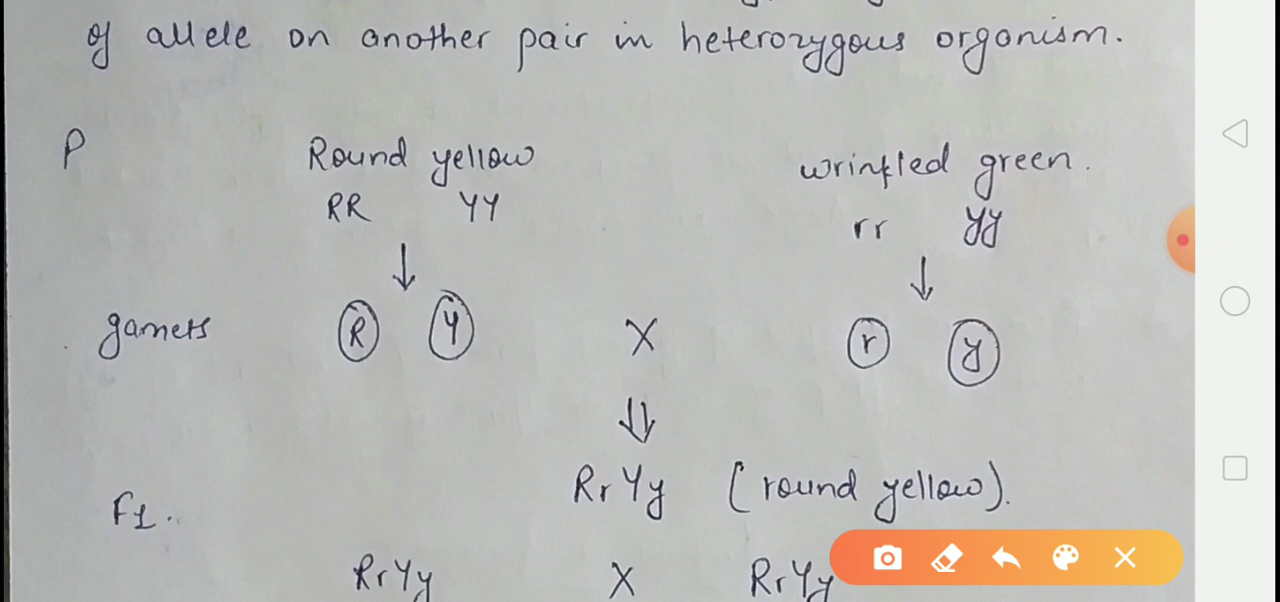 of allele on another pair in heterozygous organism.
P Round yellow wrinkled green.
RR YY rr yy
gamets R Y X r y
F1. RrYy (round yellow).
RrYy X RrYy